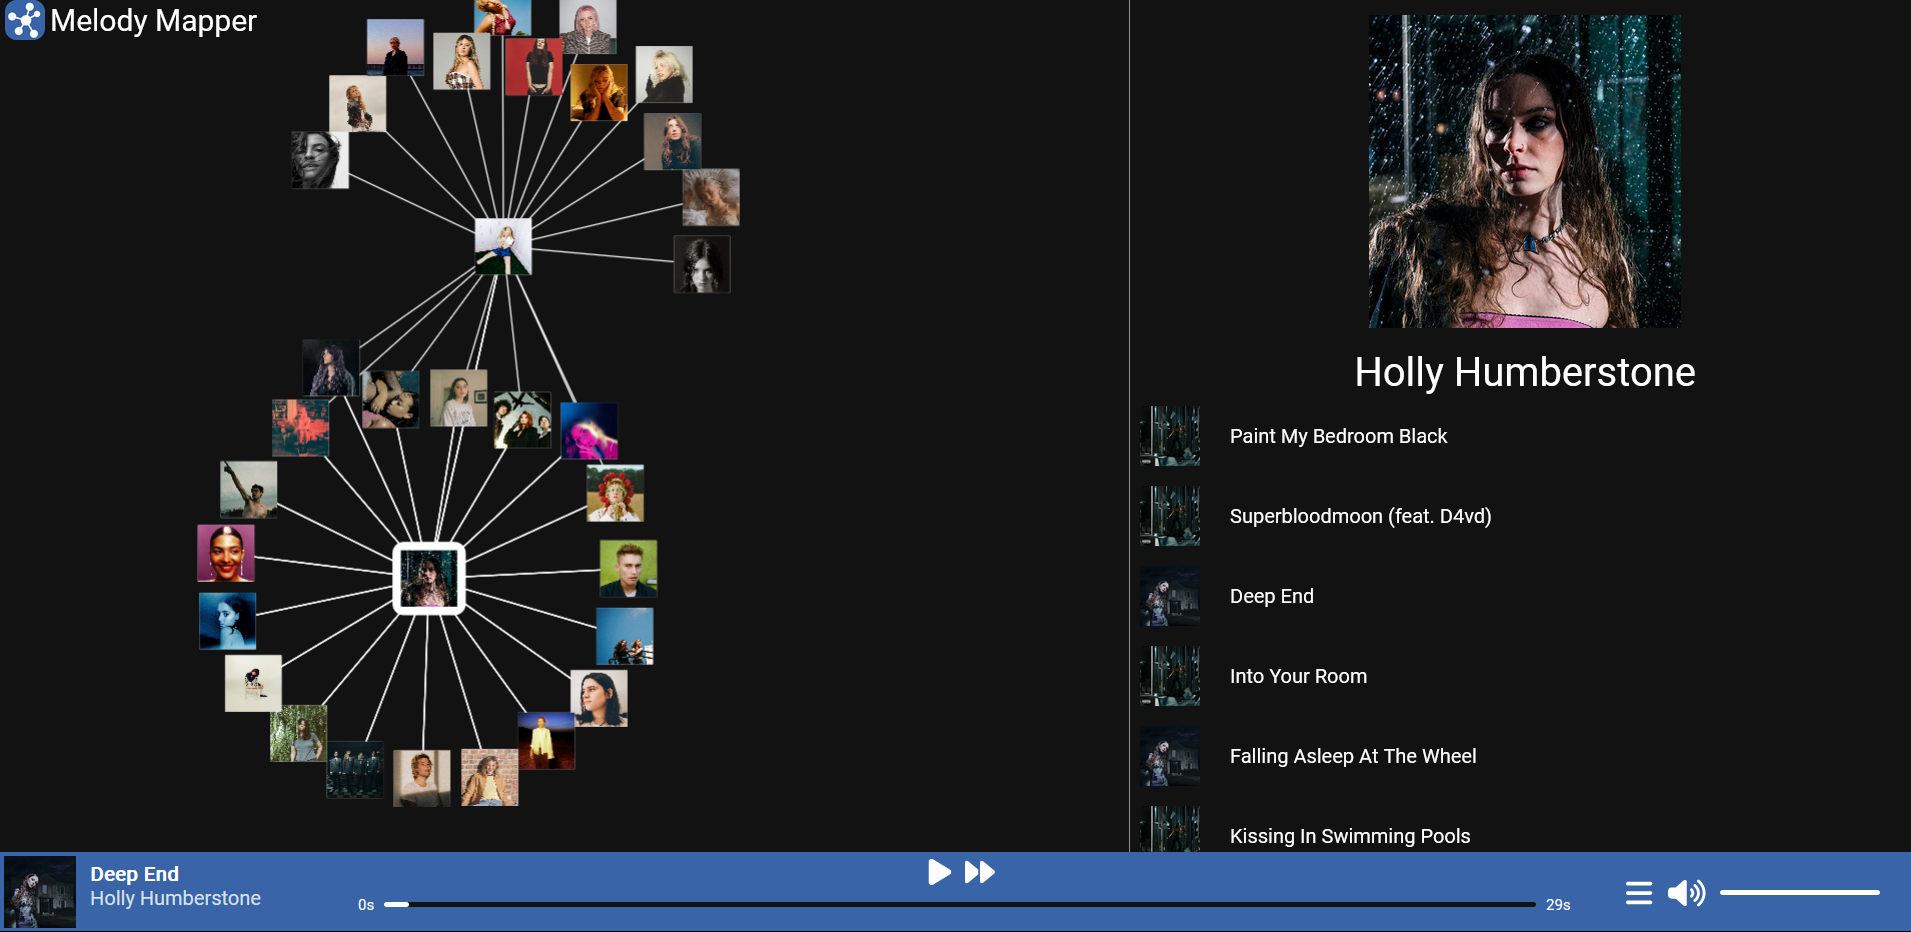 Melody Mapper
Holly Humberstone
Paint My Bedroom Black
Superbloodmoon (feat. D4vd)
Deep End
Into Your Room
Falling Asleep At The Wheel
Kissing In Swimming Pools
Deep End
Holly Humberstone
0s
29s